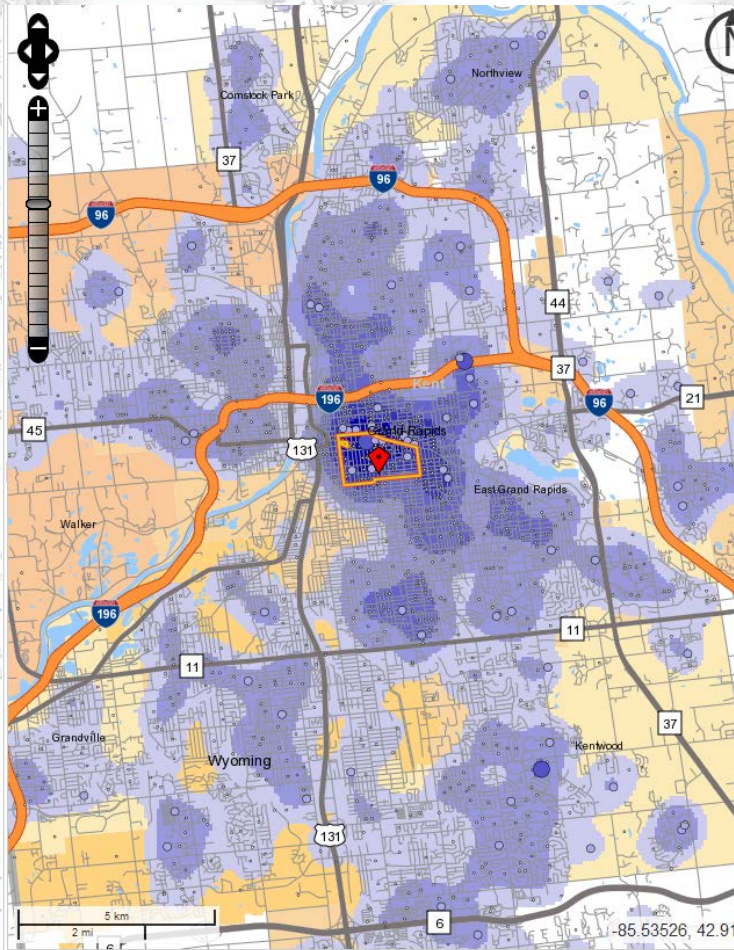 N
Comstock Park
Northview
37
96
96
44
Kent
37
196
96
21
45
Grand Rapids
131
East Grand Rapids
Walker
196
11
11
Grandville
37
Kentwood
Wyoming
131
5 km
2 mi
6
6
-85.53526, 42.91